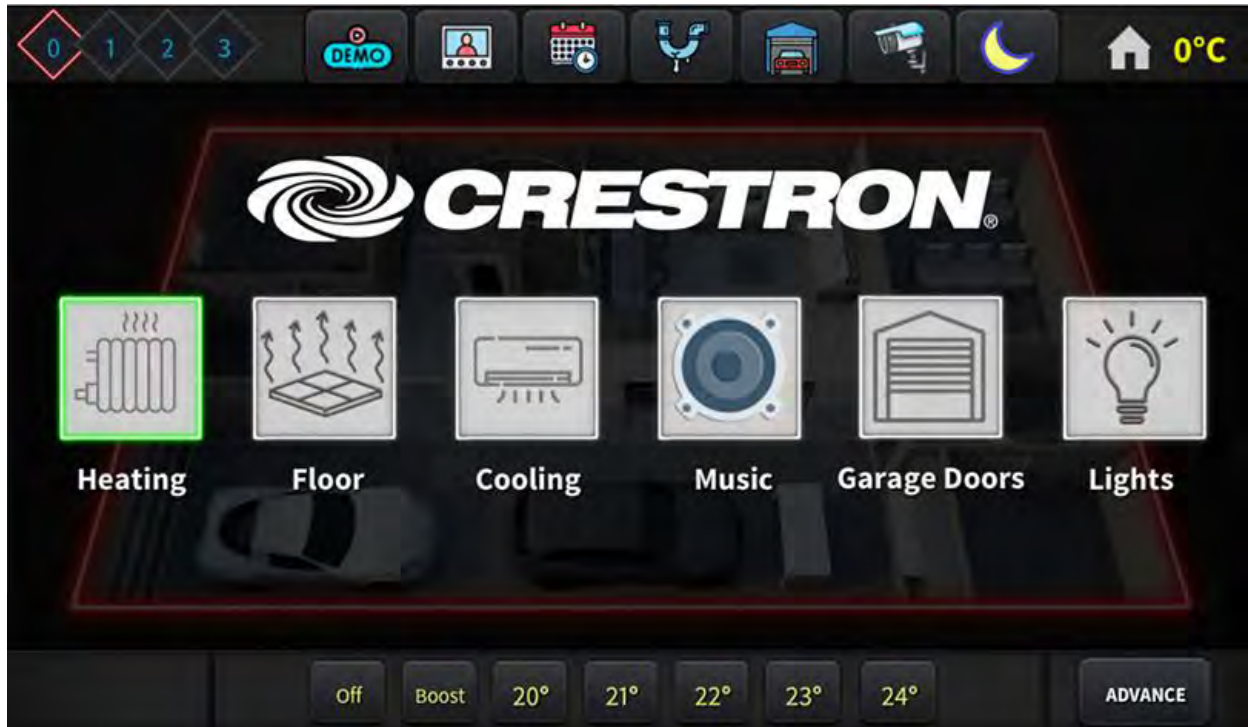 0 1 2 3 DEMO 0°C
CRESTRON®
Heating Floor Cooling Music Garage Doors Lights
Off Boost 20° 21° 22° 23° 24° ADVANCE